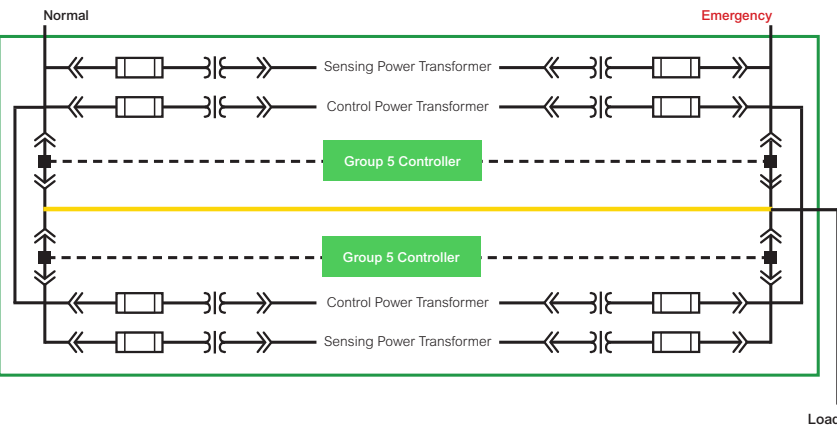 Normal
Emergency
Sensing Power Transformer
Control Power Transformer
Group 5 Controller
Group 5 Controller
Control Power Transformer
Sensing Power Transformer
Load